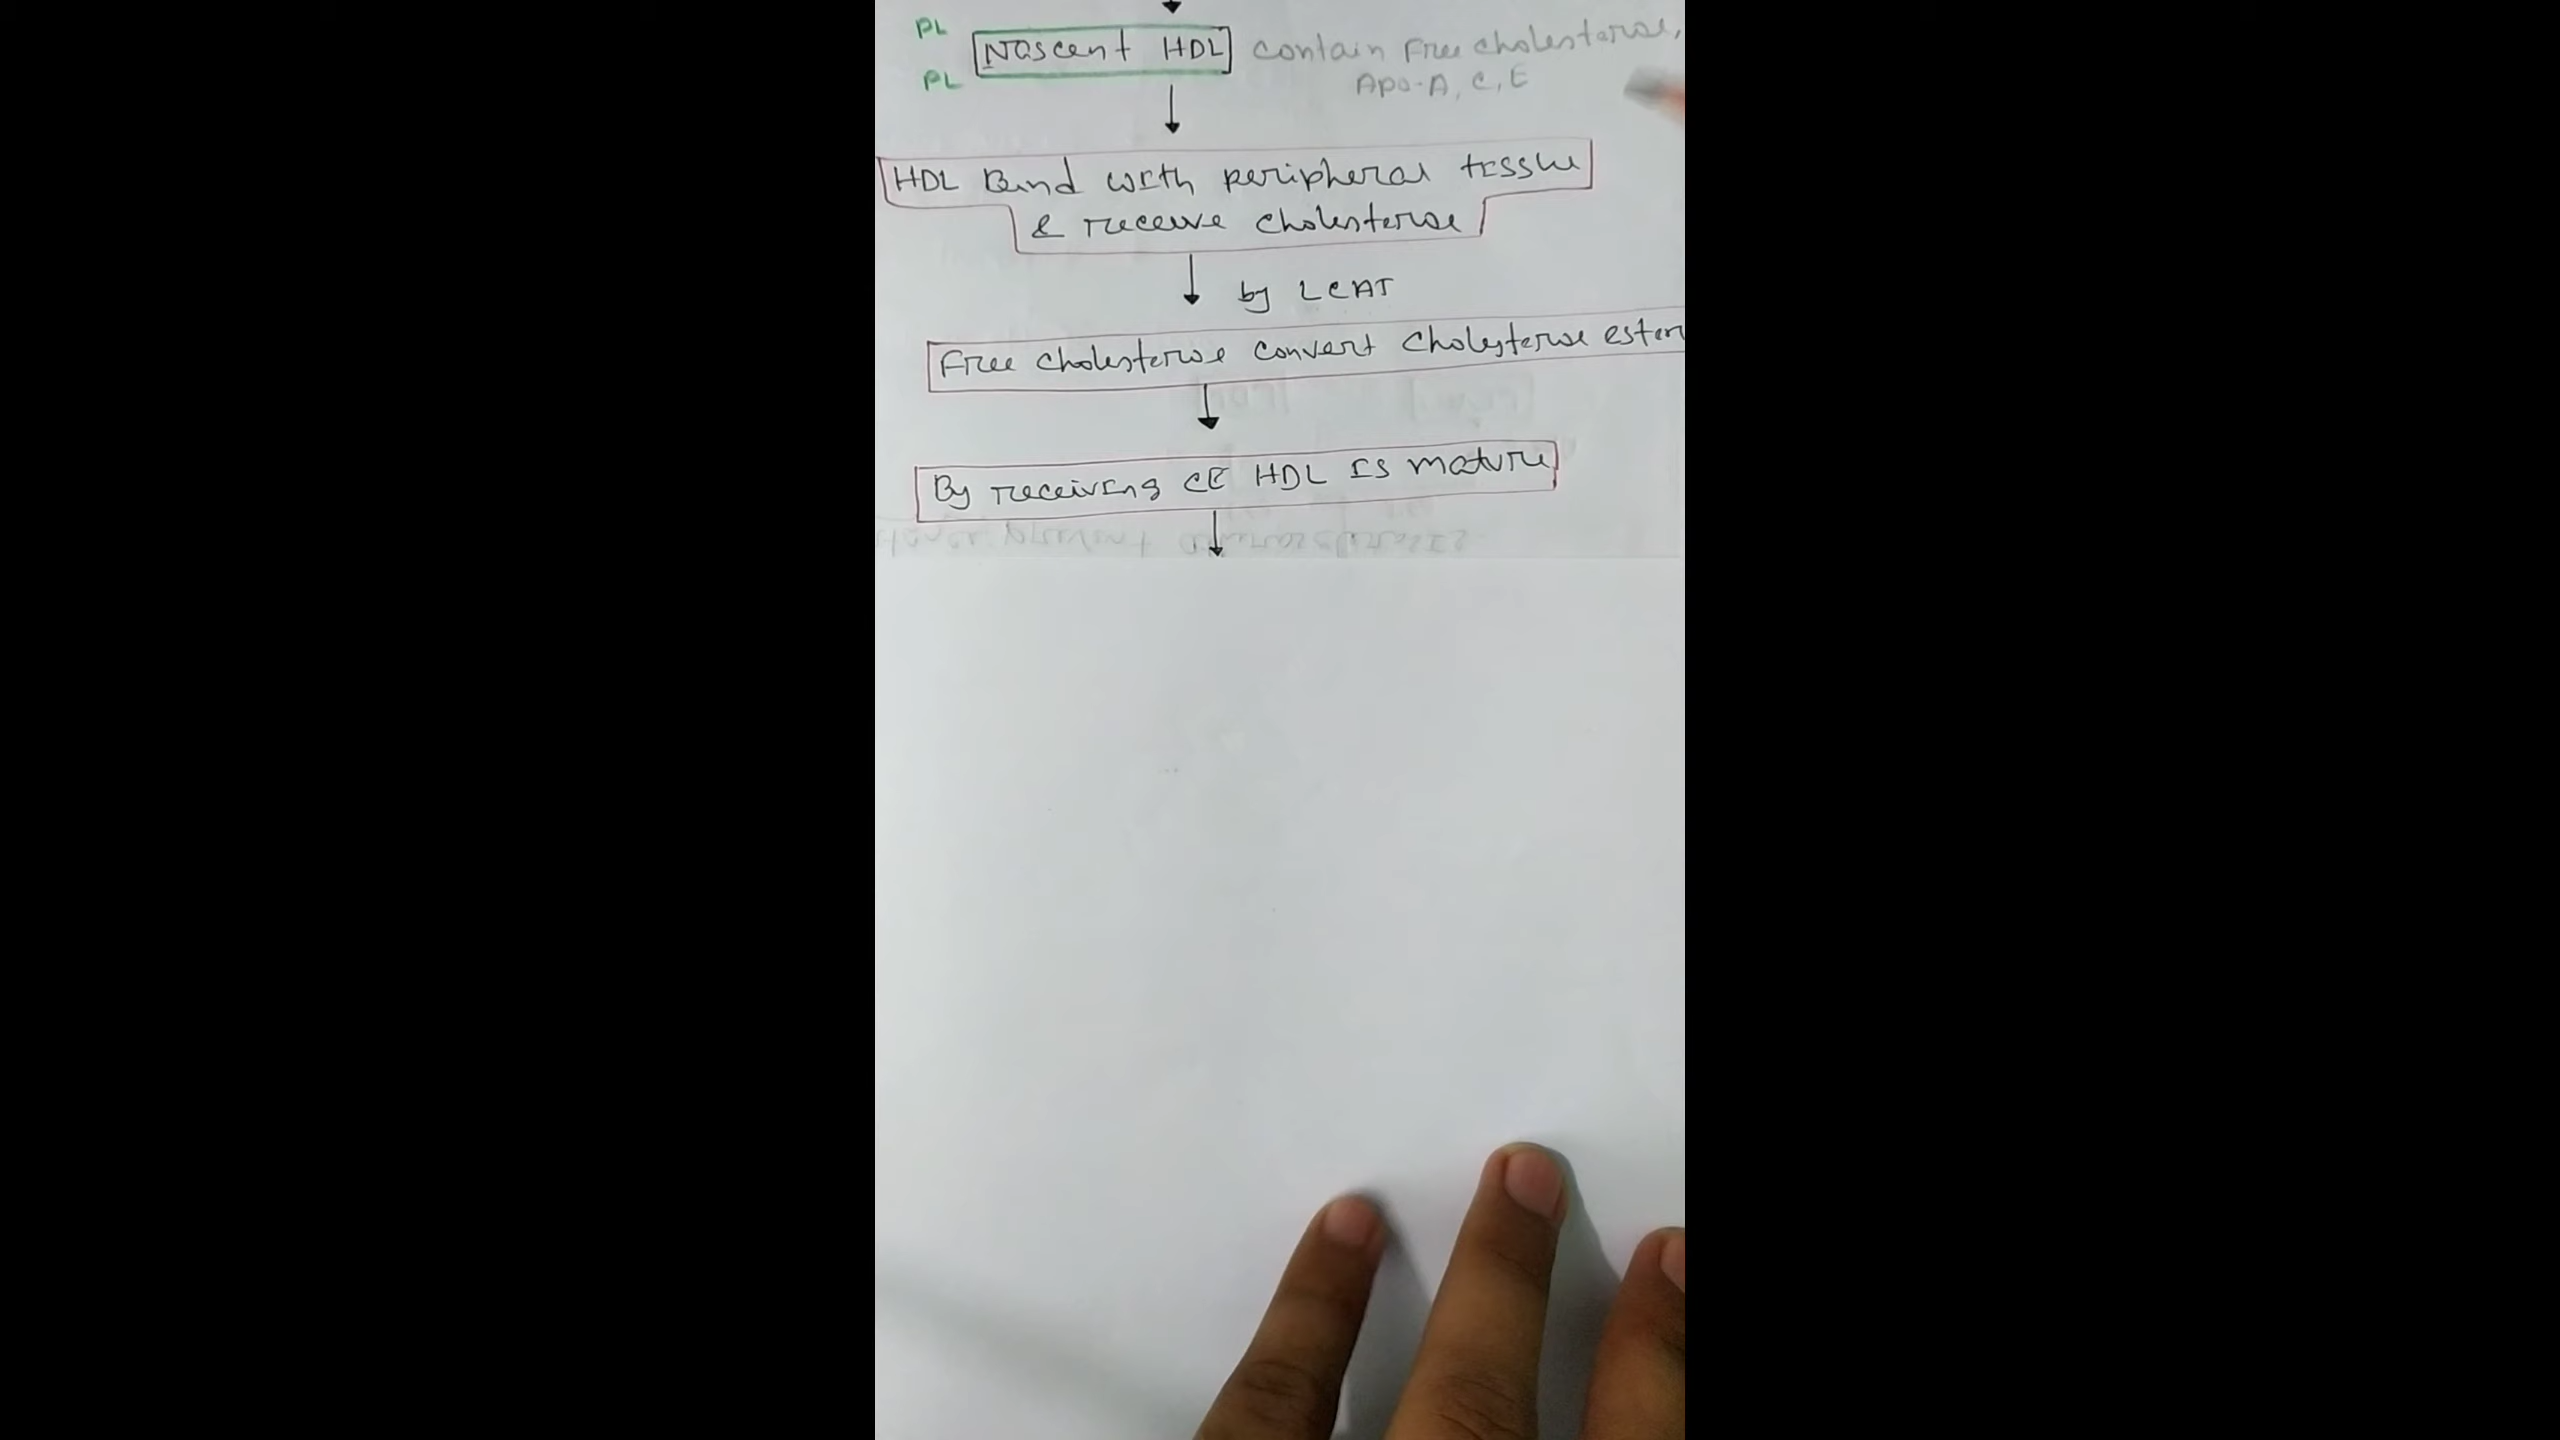 PL
Nascent HDL contain Free cholesterol,
PL
Apo-A, C, E
HDL Bind with peripheral tissue
& receive cholesterol
by LCAT
Free cholesterol convert cholesterol ester
By receiving CE HDL is mature